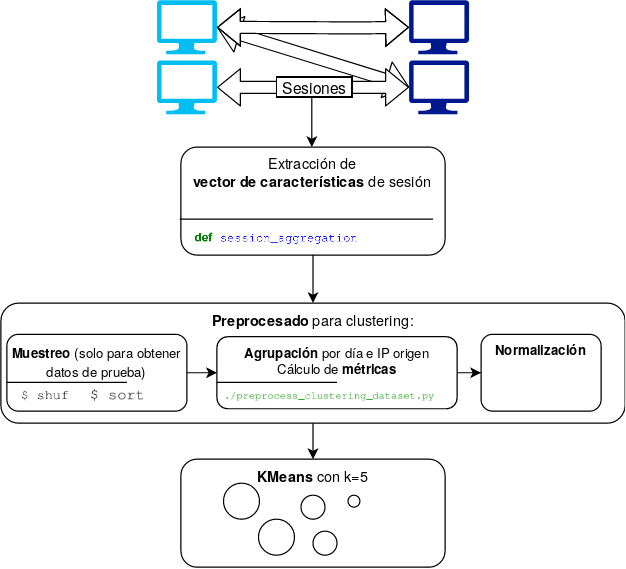 Sesiones
Extracción de
vector de características de sesión
def session_aggregation
Preprocesado para clustering:
Muestreo (solo para obtener
datos de prueba)
$ shuf $ sort
Agrupación por día e IP origen
Cálculo de métricas
./preprocess_clustering_dataset.py
Normalización
KMeans con k=5